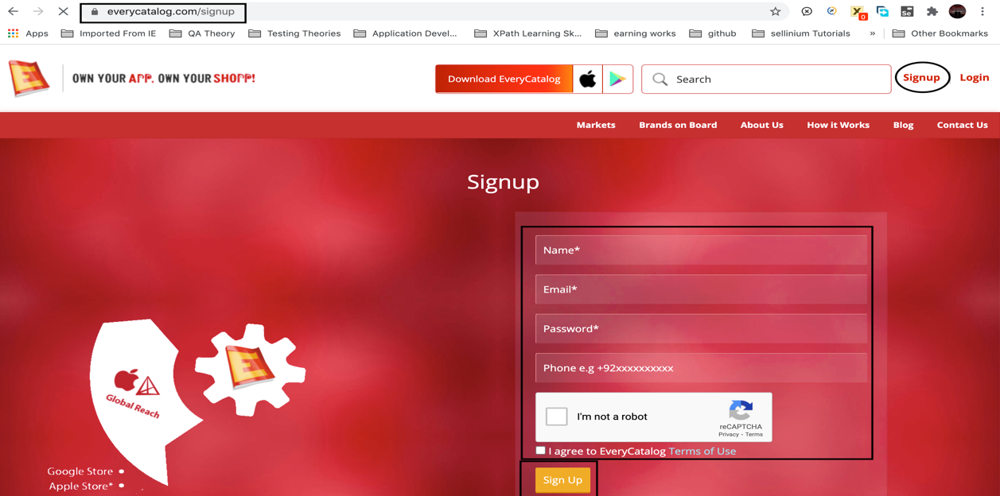 everycatalog.com/signup
0
Se
Apps Imported From IE QA Theory Testing Theories Application Devel... XPath Learning Sk... earning works github sellinium Tutorials » Other Bookmarks
E OWN YOUR APP, OWN YOUR SHOPP! Download EveryCatalog Search Signup Login
Markets Brands on Board About Us How it Works Blog Contact Us
Signup
Name*
Email*
Password*
Phone e.g +92xxxxxxxxxx
E
Global Reach
I'm not a robot
reCAPTCHA
Privacy - Terms
I agree to EveryCatalog Terms of Use
Google Store
Apple Store*
Sign Up